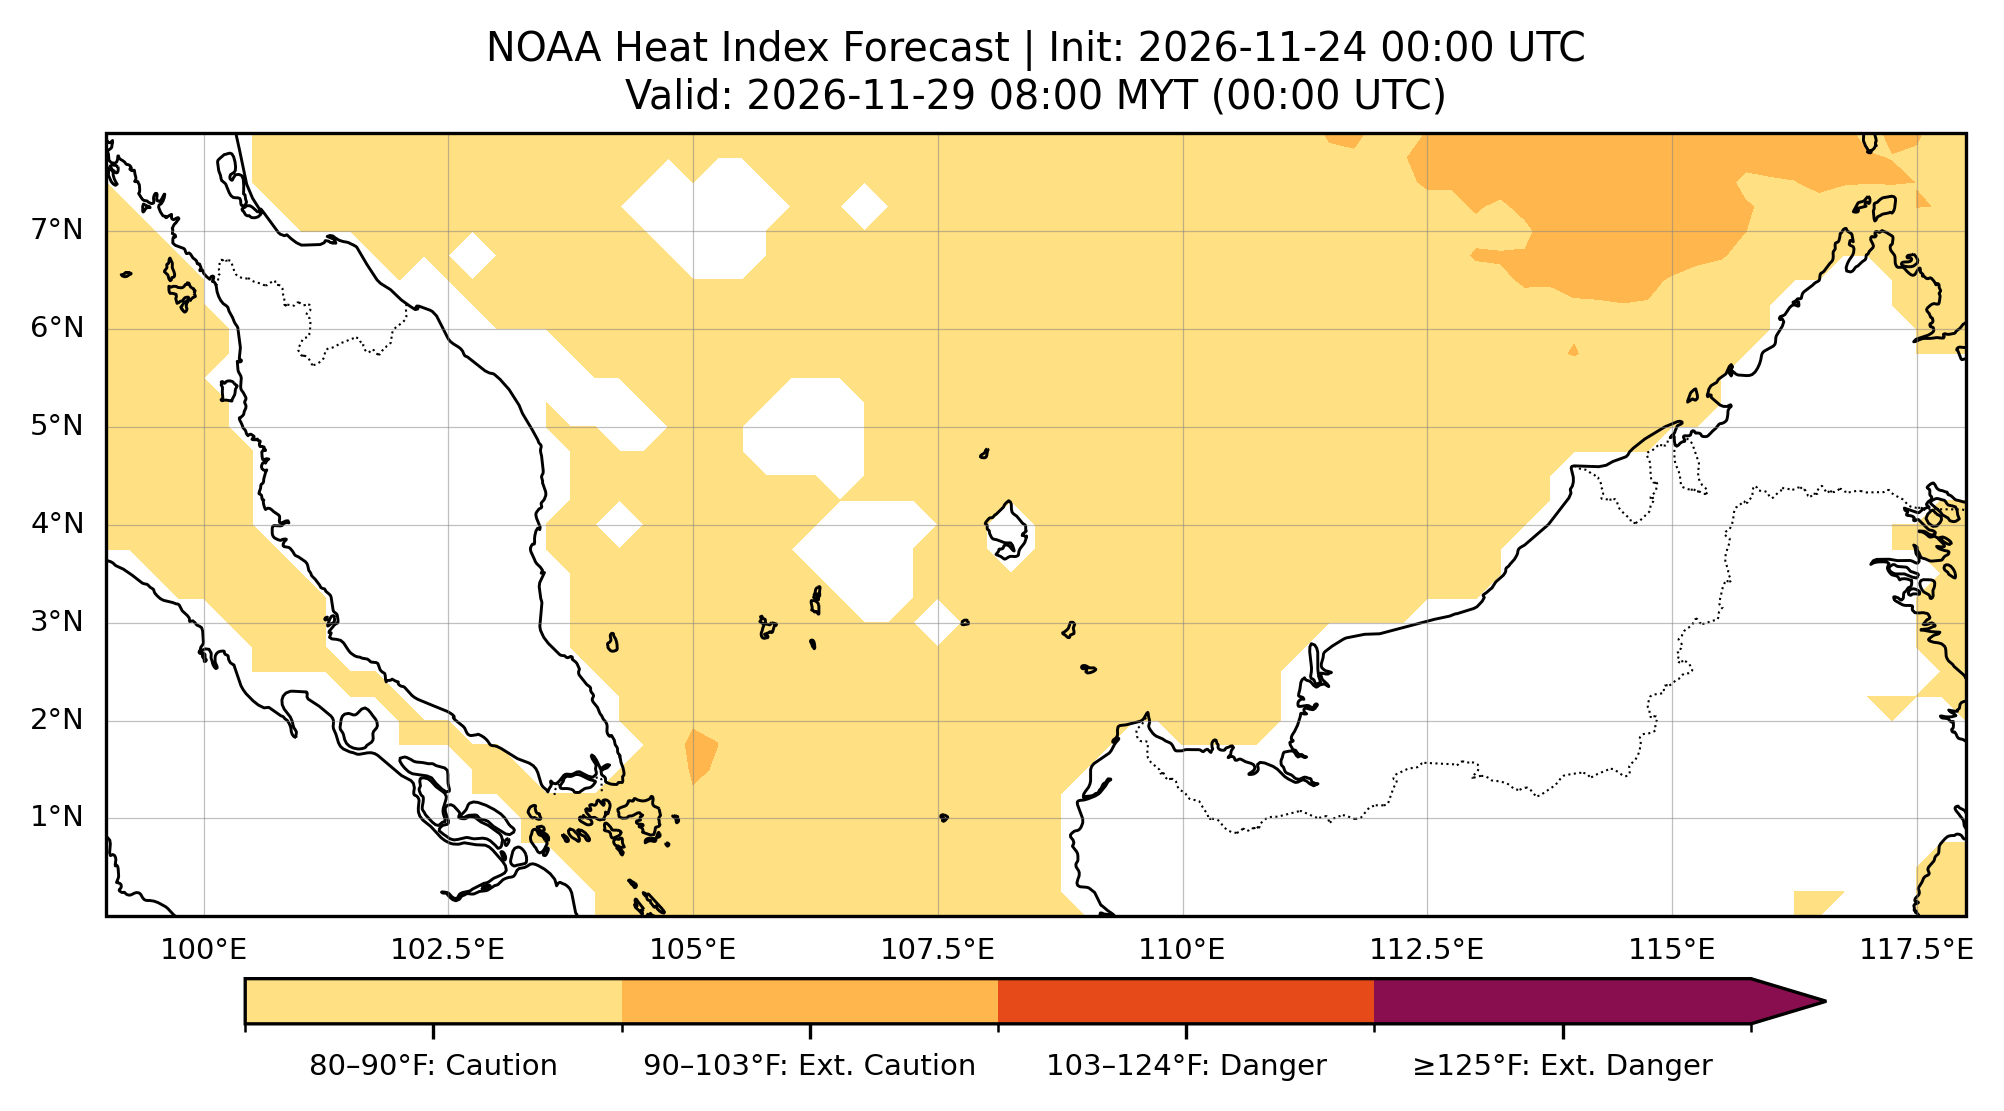 NOAA Heat Index Forecast | Init: 2026-11-24 00:00 UTC
Valid: 2026-11-29 08:00 MYT (00:00 UTC)
7°N
6°N
5°N
4°N
3°N
2°N
1°N
100°E 102.5°E 105°E 107.5°E 110°E 112.5°E 115°E 117.5°E
80–90°F: Caution 90–103°F: Ext. Caution 103–124°F: Danger ≥125°F: Ext. Danger